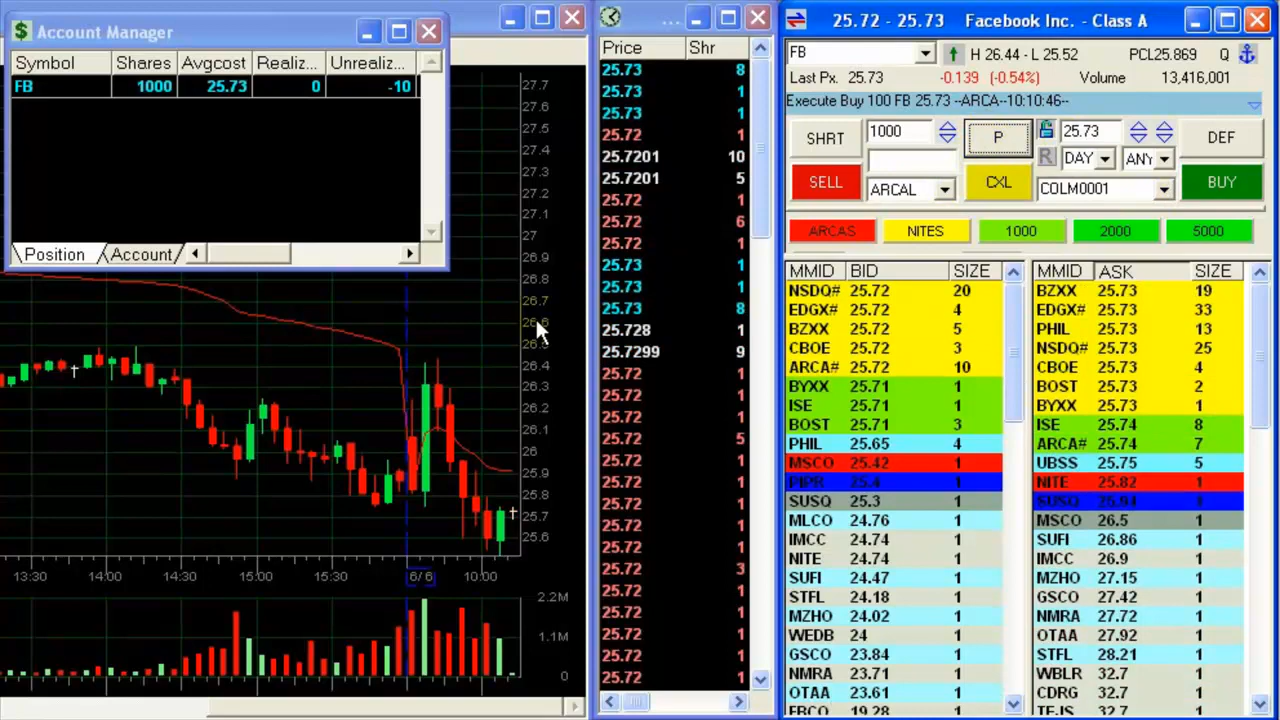 Account Manager
Symbol Shares Avgcost Realiz... Unrealiz...
FB 1000 25.73 0 -10
Position Account
27.7
27.6
27.5
27.4
27.3
27.2
27.1
27
26.9
26.8
26.7
26.6
26.5
26.4
26.3
26.2
26.1
26
25.9
25.8
25.7
25.6
13:30 14:00 14:30 15:00 15:30 6/6 10:00
2.2M
1.1M
0
...
Price Shr
25.73 8
25.73 1
25.73 1
25.72 1
25.7201 10
25.7201 5
25.72 1
25.72 6
25.72 1
25.73 1
25.73 1
25.73 8
25.728 1
25.7299 9
25.72 1
25.72 1
25.72 1
25.72 5
25.72 1
25.72 1
25.72 1
25.72 1
25.72 1
25.72 3
25.72 1
25.72 1
25.72 1
25.72 1
25.72 1
25.72 - 25.73 Facebook Inc. - Class A
FB H 26.44 - L 25.52 PCL25.869 Q
Last Px. 25.73 -0.139 (-0.54%) Volume 13,416,001
Execute Buy 100 FB 25.73 --ARCA--10:10:46--
SHRT 1000 P 25.73 DEF
R DAY ANY
SELL ARCAL CXL COLM0001 BUY
ARCAS NITES 1000 2000 5000
MMID BID SIZE
NSDQ# 25.72 20
EDGX# 25.72 4
BZXX 25.72 5
CBOE 25.72 3
ARCA# 25.72 10
BYXX 25.71 1
ISE 25.71 1
BOST 25.71 3
PHIL 25.65 4
MSCO 25.42 1
PIPR 25.4 1
SUSQ 25.3 1
MLCO 24.76 1
IMCC 24.74 1
NITE 24.74 1
SUFI 24.47 1
STFL 24.18 1
MZHO 24.02 1
WEDB 24 1
GSCO 23.84 1
NMRA 23.71 1
OTAA 23.61 1
FBCO 19.28 1
MMID ASK SIZE
BZXX 25.73 19
EDGX# 25.73 33
PHIL 25.73 13
NSDQ# 25.73 25
CBOE 25.73 4
BOST 25.73 2
BYXX 25.73 1
ISE 25.74 8
ARCA# 25.74 7
UBSS 25.75 5
NITE 25.82 1
SUSQ 25.94 1
MSCO 26.5 1
SUFI 26.86 1
IMCC 26.9 1
MZHO 27.15 1
GSCO 27.42 1
NMRA 27.72 1
OTAA 27.92 1
STFL 28.21 1
WBLR 32.7 1
CDRG 32.7 1
TEJS 32.7 1